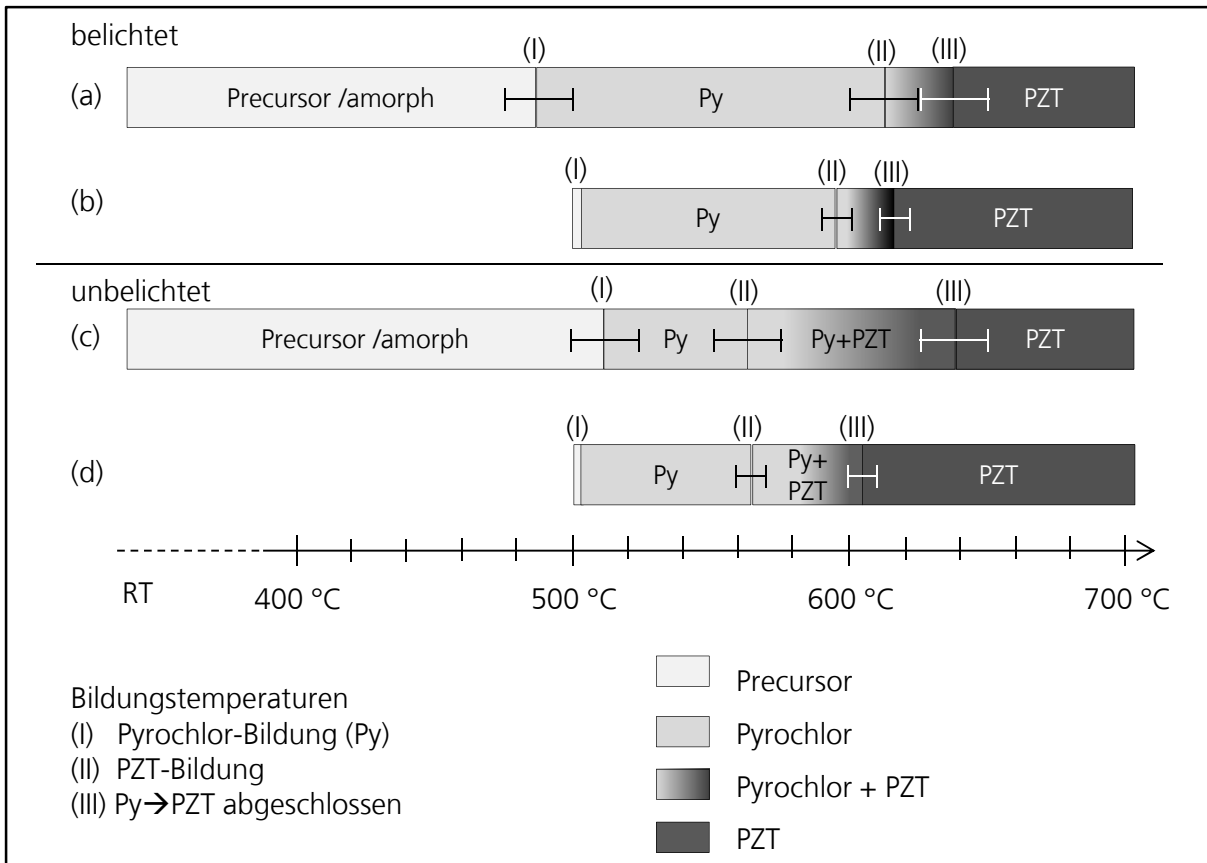 belichtet
(I) (II) (III)
(a) Precursor /amorph Py PZT
(I) (II) (III)
(b) Py PZT
unbelichtet
(I) (II) (III)
(c) Precursor /amorph Py Py+PZT PZT
(I) (II) (III)
(d) Py Py+ PZT
PZT
RT 400 °C 500 °C 600 °C 700 °C
Bildungstemperaturen
(I) Pyrochlor-Bildung (Py)
(II) PZT-Bildung
(III) Py→PZT abgeschlossen
Precursor
Pyrochlor
Pyrochlor + PZT
PZT